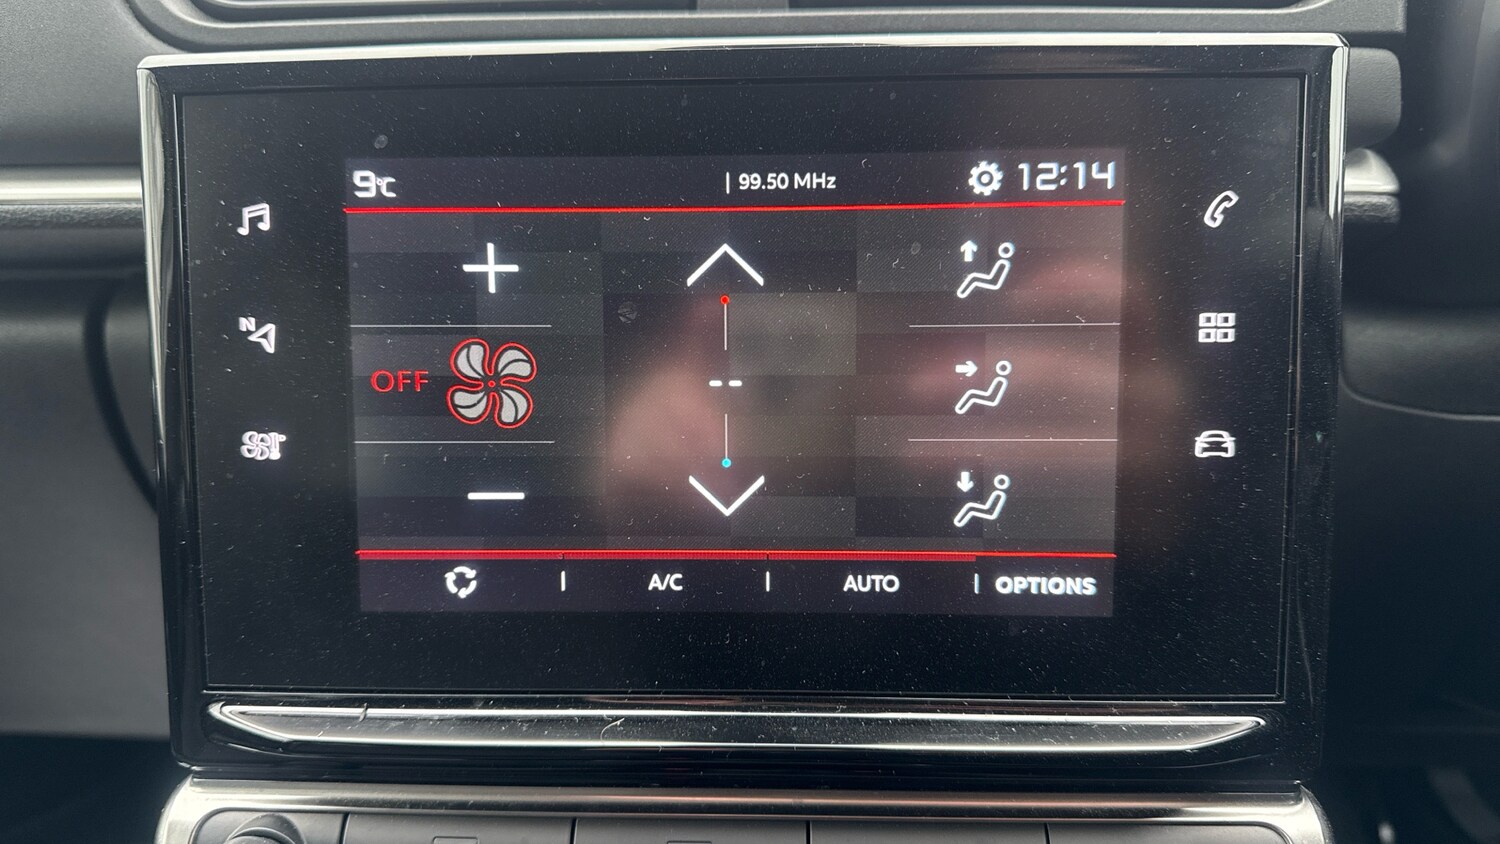 9°C
| 99.50 MHz
12:14
N
OFF
--
A/C
AUTO
OPTIONS